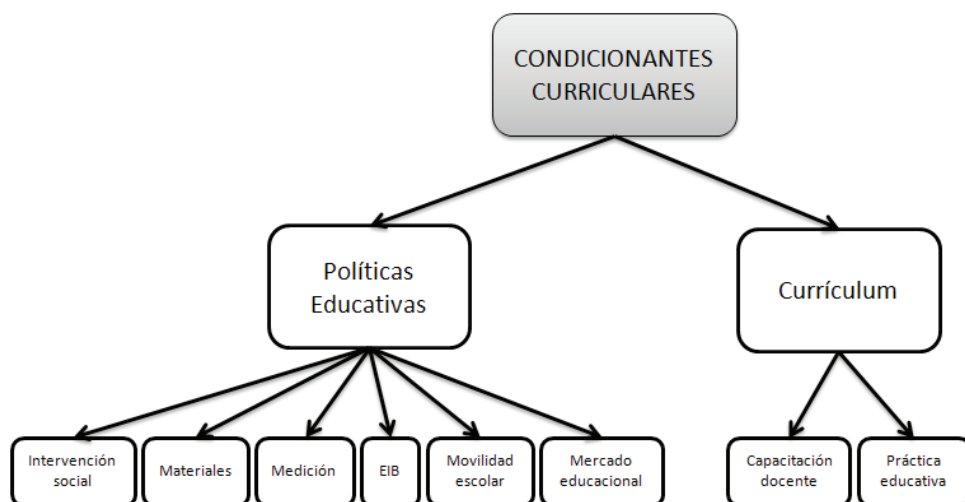 CONDICIONANTES
CURRICULARES
Políticas
Educativas
Currículum
Intervención
social
Materiales
Medición
EIB
Movilidad
escolar
Mercado
educacional
Capacitación
docente
Práctica
educativa